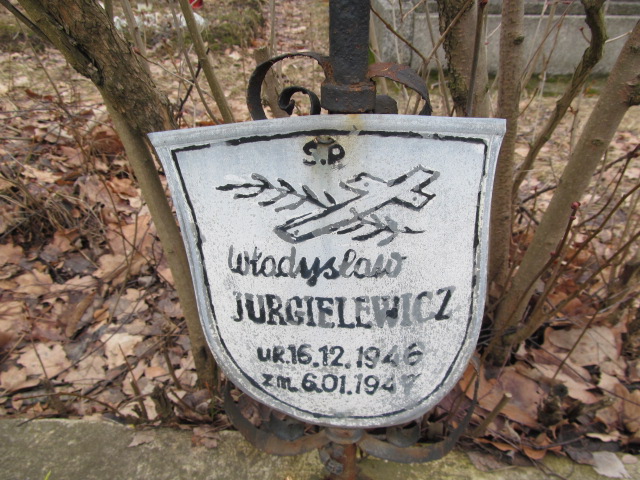 Ś.P
Władysław
JURGIELEWICZ
ur.16.12.1946
zm.6.01.1947